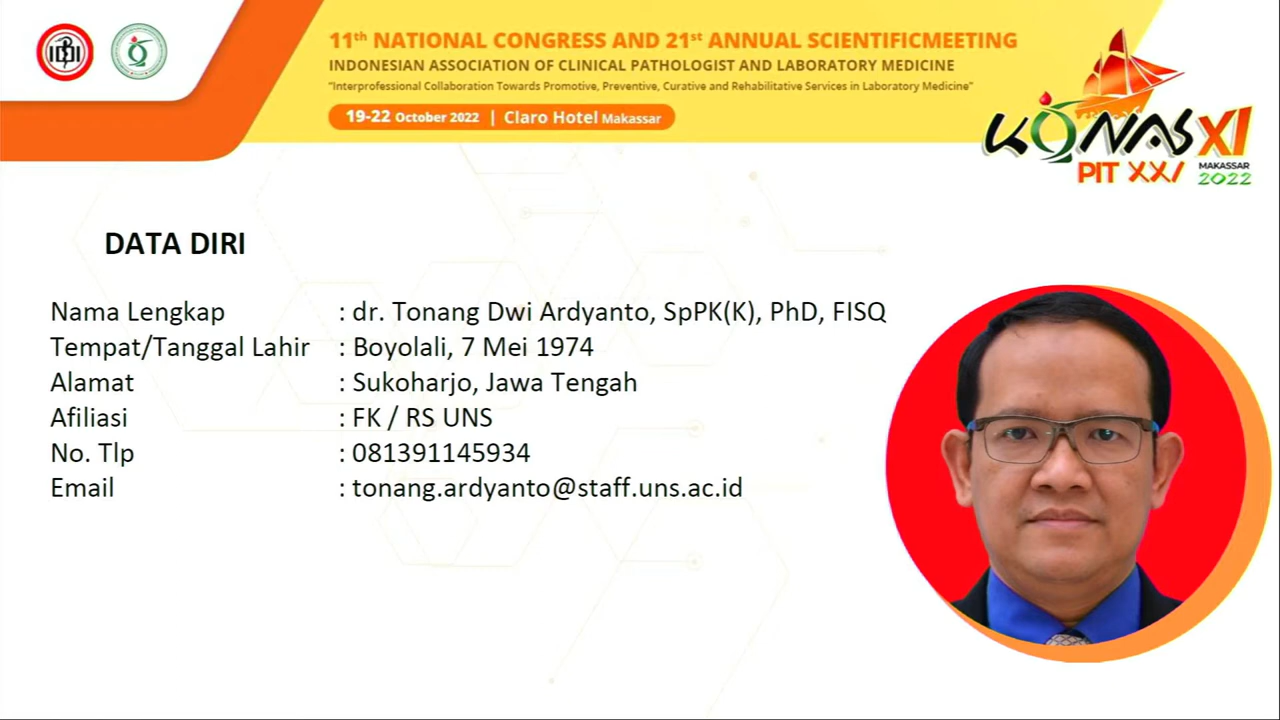 11th NATIONAL CONGRESS AND 21st ANNUAL SCIENTIFICMEETING
INDONESIAN ASSOCIATION OF CLINICAL PATHOLOGIST AND LABORATORY MEDICINE
"Interprofessional Collaboration Towards Promotive, Preventive, Curative and Rehabilitative Services in Laboratory Medicine"
19-22 October 2022 | Claro Hotel Makassar
KONAS XI
PIT XXI MAKASSAR 2022
DATA DIRI
Nama Lengkap : dr. Tonang Dwi Ardyanto, SpPK(K), PhD, FISQ
Tempat/Tanggal Lahir : Boyolali, 7 Mei 1974
Alamat : Sukoharjo, Jawa Tengah
Afiliasi : FK / RS UNS
No. Tlp : 081391145934
Email : tonang.ardyanto@staff.uns.ac.id